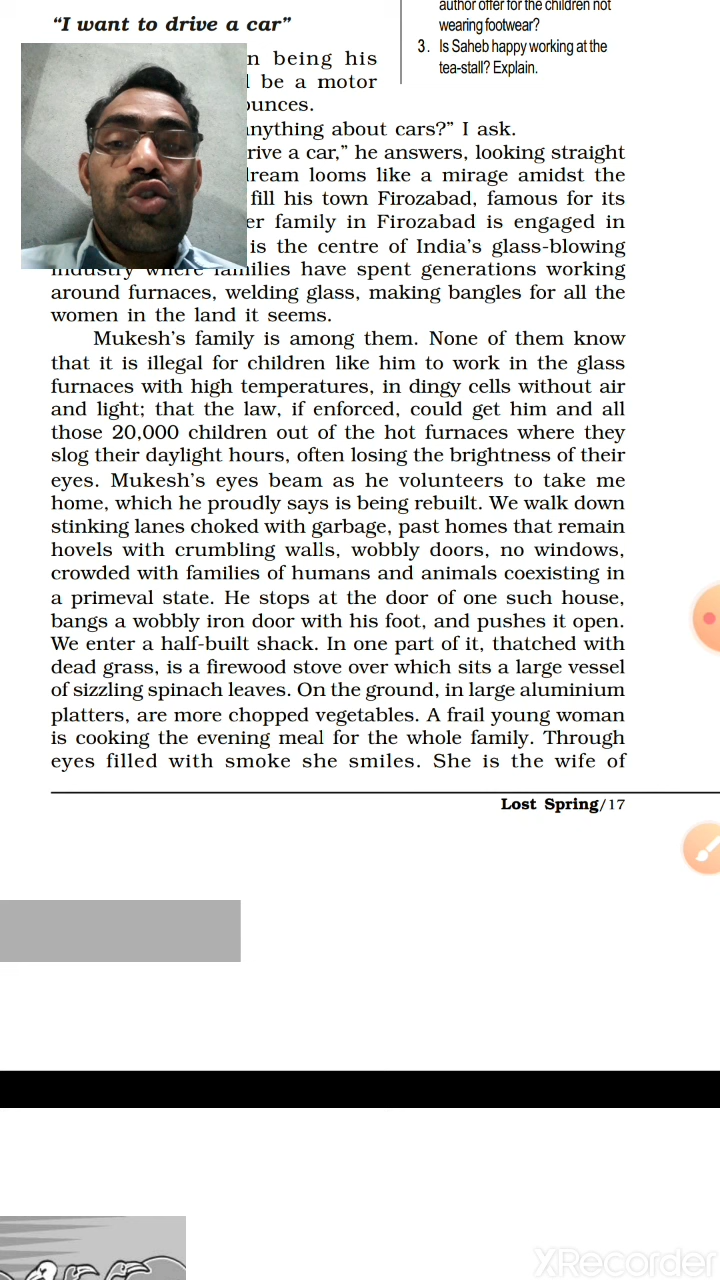 "I want to drive a car"
author offer for the children not
wearing footwear?
3. Is Saheb happy working at the
tea-stall? Explain.
n being his
be a motor
ounces.
anything about cars?" I ask.
rive a car," he answers, looking straight
dream looms like a mirage amidst the
fill his town Firozabad, famous for its
er family in Firozabad is engaged in
is the centre of India's glass-blowing
industry where families have spent generations working
around furnaces, welding glass, making bangles for all the
women in the land it seems.
Mukesh's family is among them. None of them know
that it is illegal for children like him to work in the glass
furnaces with high temperatures, in dingy cells without air
and light; that the law, if enforced, could get him and all
those 20,000 children out of the hot furnaces where they
slog their daylight hours, often losing the brightness of their
eyes. Mukesh's eyes beam as he volunteers to take me
home, which he proudly says is being rebuilt. We walk down
stinking lanes choked with garbage, past homes that remain
hovels with crumbling walls, wobbly doors, no windows,
crowded with families of humans and animals coexisting in
a primeval state. He stops at the door of one such house,
bangs a wobbly iron door with his foot, and pushes it open.
We enter a half-built shack. In one part of it, thatched with
dead grass, is a firewood stove over which sits a large vessel
of sizzling spinach leaves. On the ground, in large aluminium
platters, are more chopped vegetables. A frail young woman
is cooking the evening meal for the whole family. Through
eyes filled with smoke she smiles. She is the wife of
Lost Spring/17
XRecorder